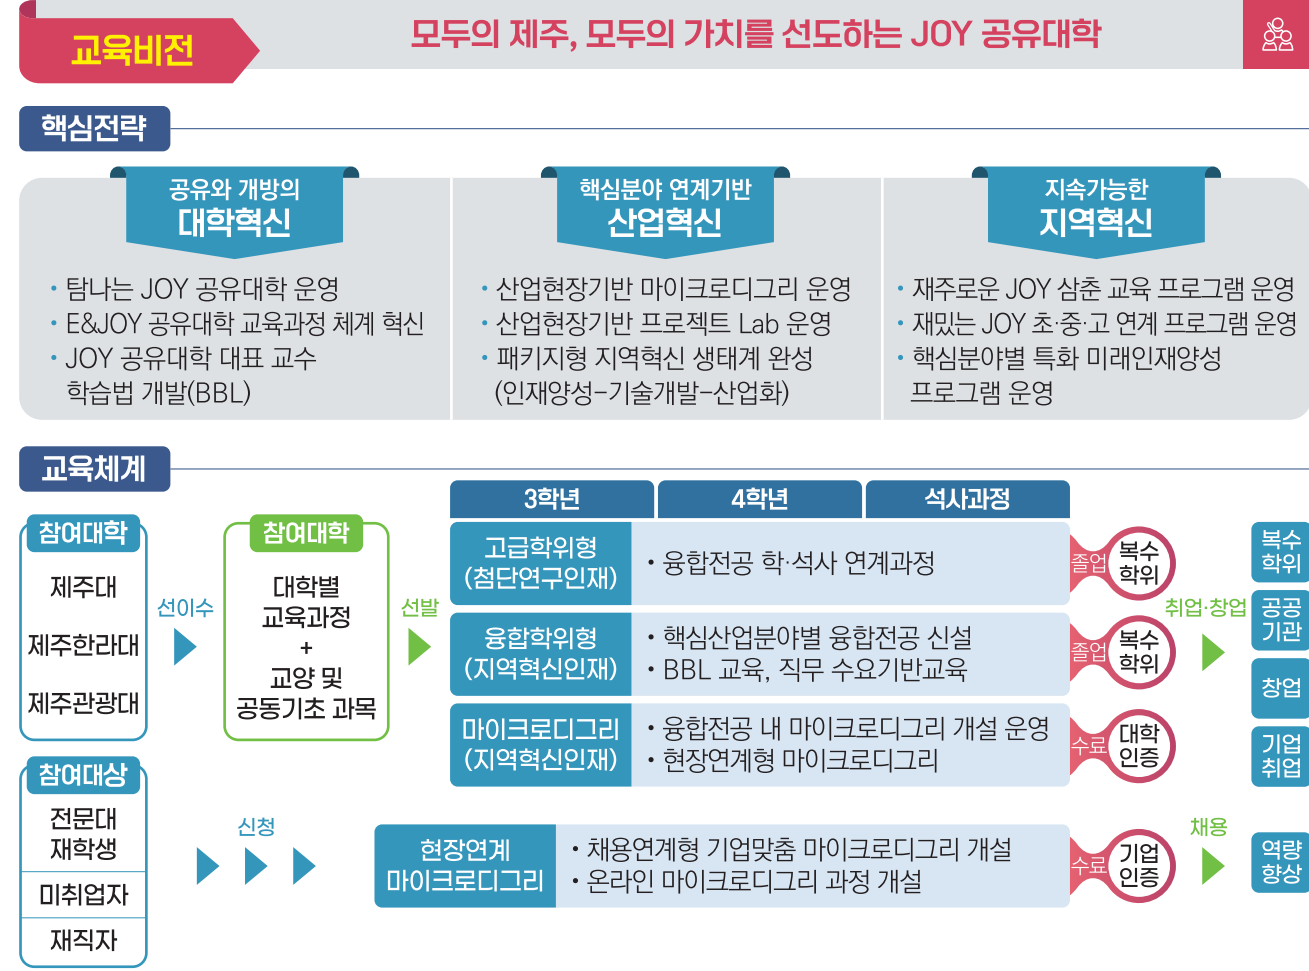 교육비전
모두의 제주, 모두의 가치를 선도하는 JOY 공유대학
핵심전략
공유와 개방의
대학혁신
• 탐나는 JOY 공유대학 운영
• E&JOY 공유대학 교육과정 체계 혁신
• JOY 공유대학 대표 교수
학습법 개발(BBL)
핵심분야 연계기반
산업혁신
• 산업현장기반 마이크로디그리 운영
• 산업현장기반 프로젝트 Lab 운영
• 패키지형 지역혁신 생태계 완성
(인재양성-기술개발-산업화)
지속가능한
지역혁신
• 재주로운 JOY 삼춘 교육 프로그램 운영
• 재밌는 JOY 초·중·고 연계 프로그램 운영
• 핵심분야별 특화 미래인재양성
프로그램 운영
교육체계
참여대학
제주대
제주한라대
제주관광대
선이수
참여대학
대학별
교육과정
+
교양 및
공동기초 과목
선발
3학년
4학년
석사과정
고급학위형
(첨단연구인재)
• 융합전공 학·석사 연계과정
졸업
복수
학위
융합학위형
(지역혁신인재)
• 핵심산업분야별 융합전공 신설
• BBL 교육, 직무 수요기반교육
졸업
복수
학위
마이크로디그리
(지역혁신인재)
• 융합전공 내 마이크로디그리 개설 운영
• 현장연계형 마이크로디그리
수료
대학
인증
취업·창업
복수
학위
공공
기관
창업
기업
취업
참여대상
전문대
재학생
미취업자
재직자
신청
현장연계
마이크로디그리
• 채용연계형 기업맞춤 마이크로디그리 개설
• 온라인 마이크로디그리 과정 개설
수료
기업
인증
채용
역량
향상